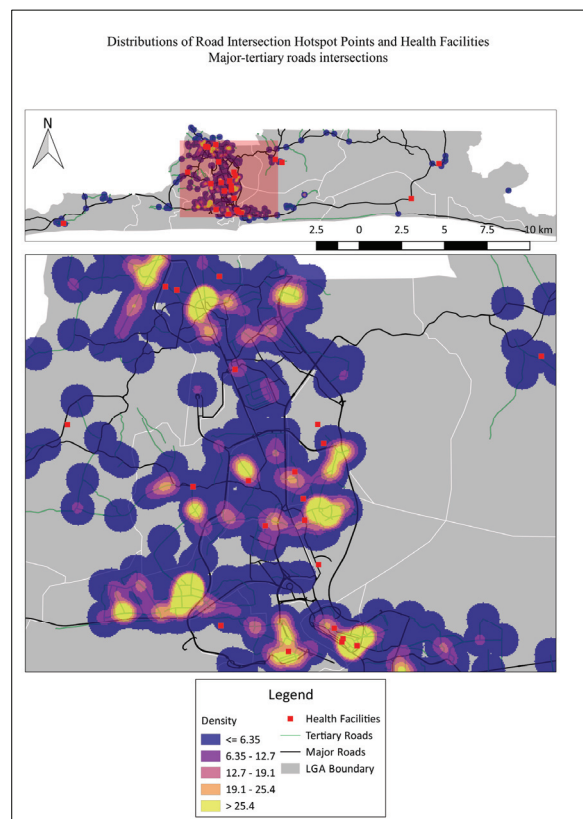 Distributions of Road Intersection Hotspot Points and Health Facilities
Major-tertiary roads intersections
N
2.5 0 2.5 5 7.5 10 km
Legend
Density
<= 6.35
6.35 - 12.7
12.7 - 19.1
19.1 - 25.4
> 25.4
Health Facilities
Tertiary Roads
Major Roads
LGA Boundary